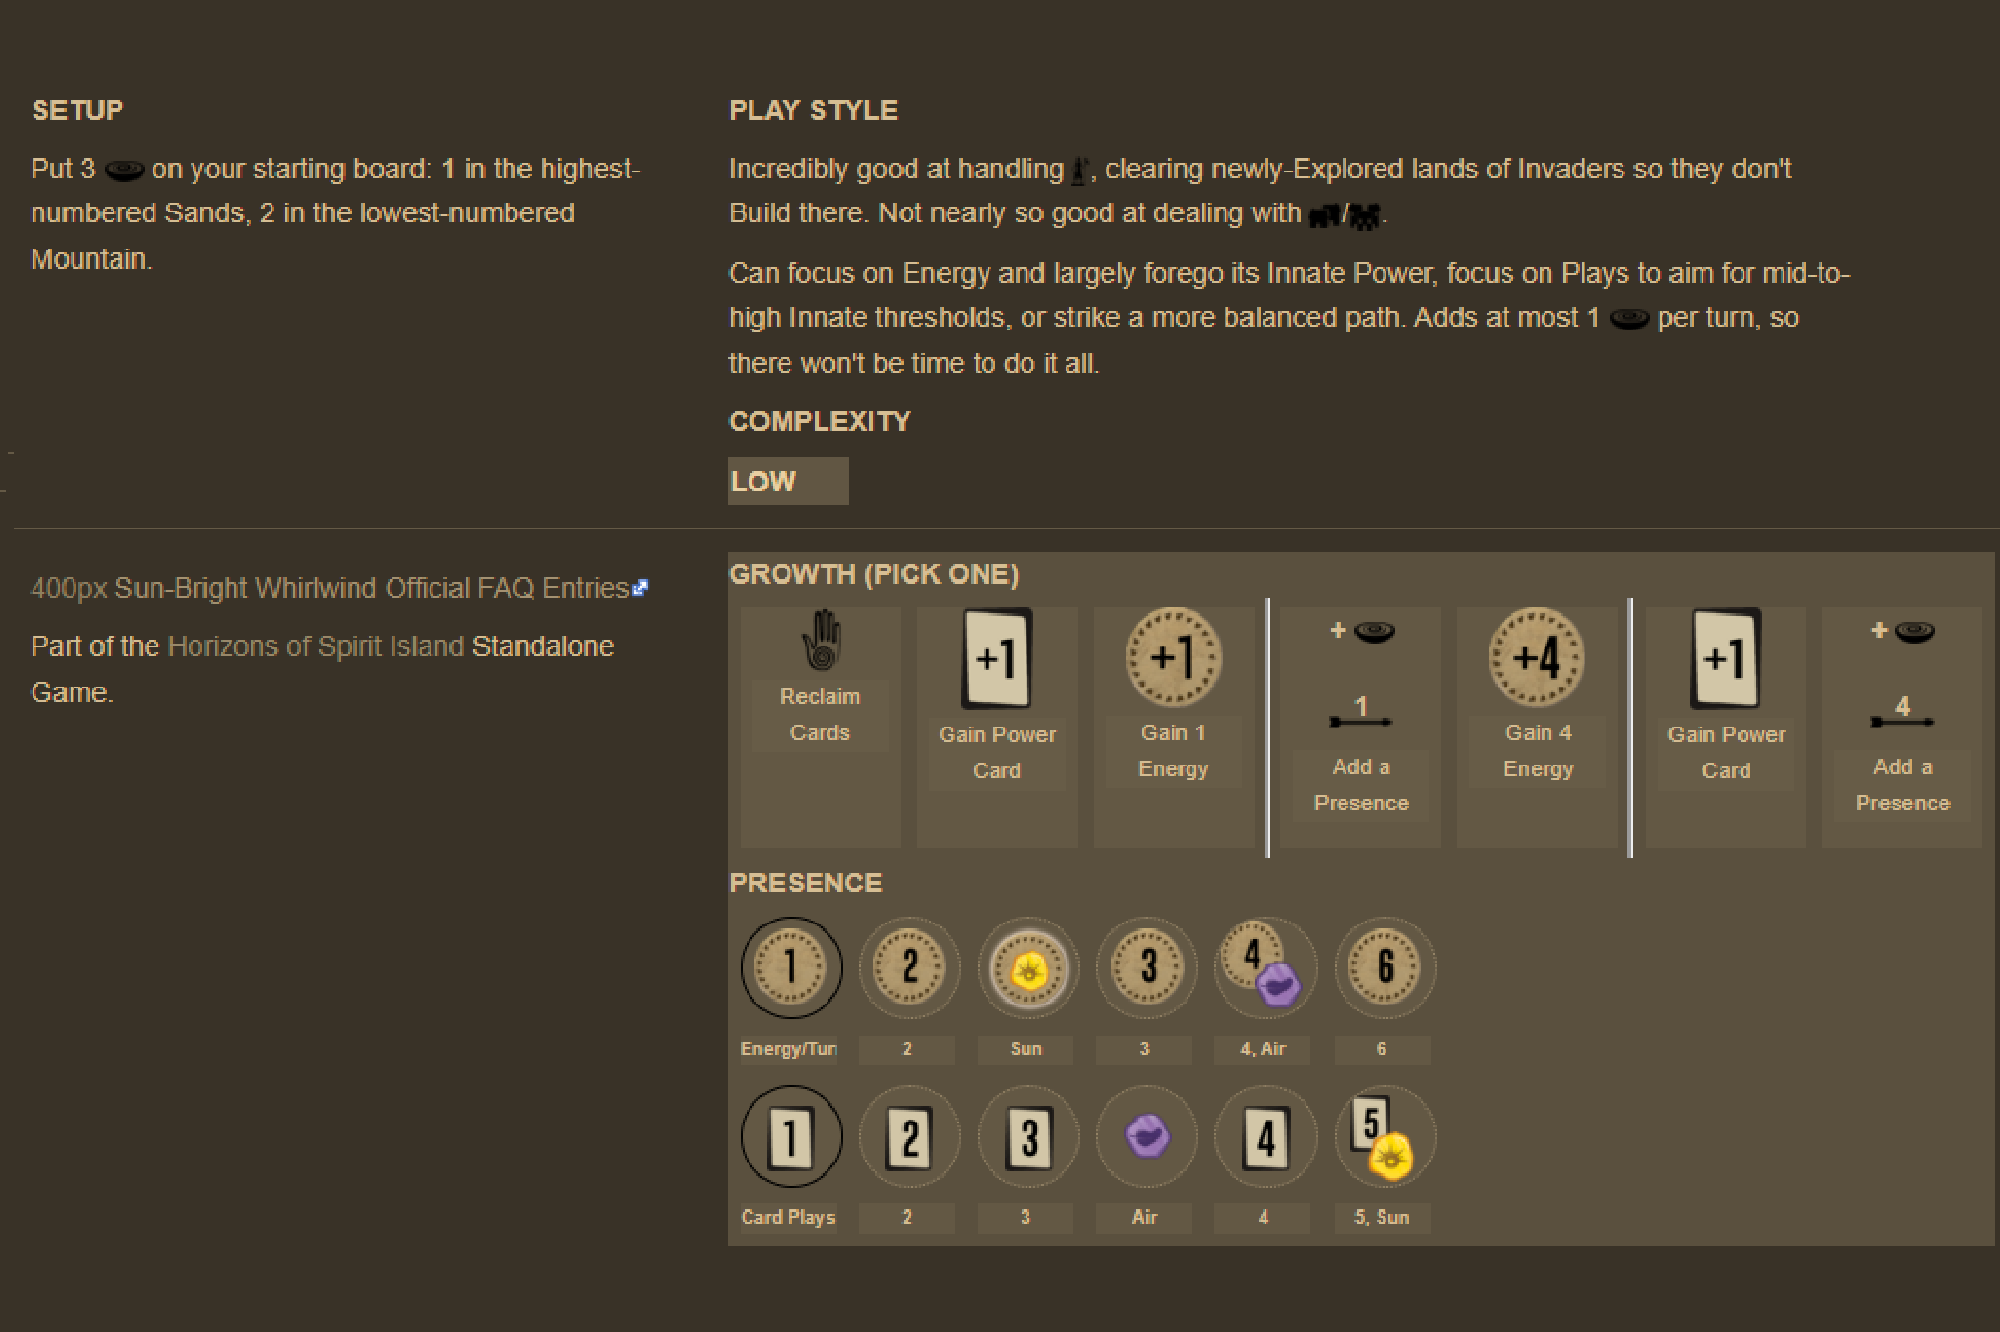 SETUP
Put 3 on your starting board: 1 in the highest-
numbered Sands, 2 in the lowest-numbered
Mountain.
PLAY STYLE
Incredibly good at handling , clearing newly-Explored lands of Invaders so they don't
Build there. Not nearly so good at dealing with / .
Can focus on Energy and largely forego its Innate Power, focus on Plays to aim for mid-to-
high Innate thresholds, or strike a more balanced path. Adds at most 1 per turn, so
there won't be time to do it all.
COMPLEXITY
LOW
400px Sun-Bright Whirlwind Official FAQ Entries
Part of the Horizons of Spirit Island Standalone
Game.
GROWTH (PICK ONE)
+1 +1 + +4 +1 +
1 4
Reclaim
Cards
Gain Power
Card
Gain 1
Energy
Add a
Presence
Gain 4
Energy
Gain Power
Card
Add a
Presence
PRESENCE
1 2 3 4 6
Energy/Tur 2 Sun 3 4, Air 6
1 2 3 4 5
Card Plays 2 3 Air 4 5, Sun